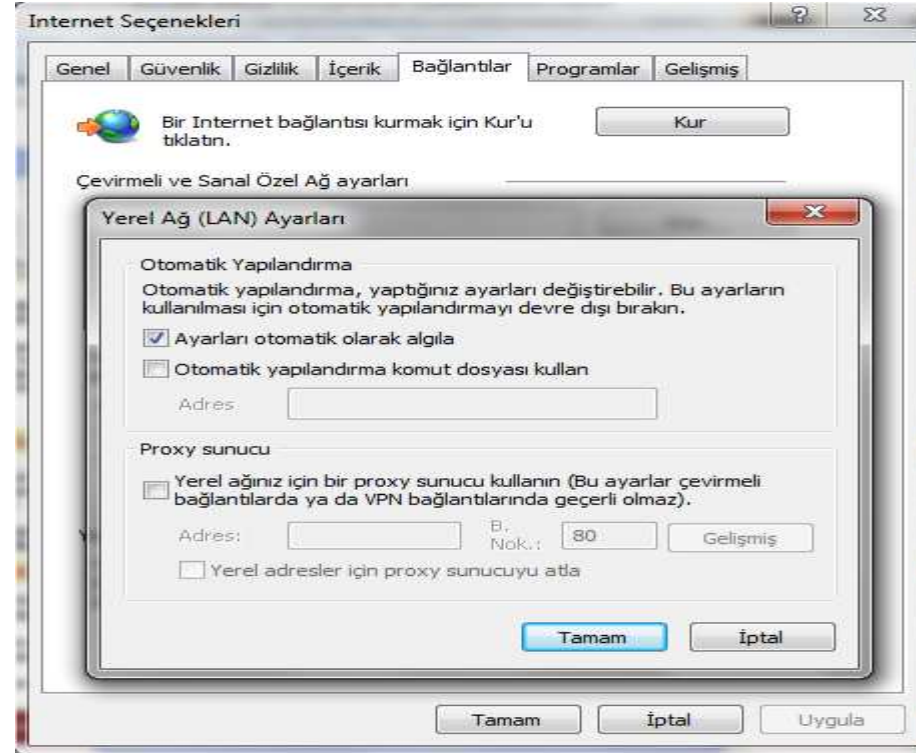 Internet Seçenekleri
Genel Güvenlik Gizlilik İçerik Bağlantılar Programlar Gelişmiş
Bir Internet bağlantısı kurmak için Kur'u
tıklatın.
Kur
Çevirmeli ve Sanal Özel Ağ ayarları
Yerel Ağ (LAN) Ayarları
Otomatik Yapılandırma
Otomatik yapılandırma, yaptığınız ayarları değiştirebilir. Bu ayarların
kullanılması için otomatik yapılandırmayı devre dışı bırakın.
Ayarları otomatik olarak algıla
Otomatik yapılandırma komut dosyası kullan
Adres
Proxy sunucu
Yerel ağınız için bir proxy sunucu kullanın (Bu ayarlar çevirmeli
bağlantılarda ya da VPN bağlantılarında geçerli olmaz).
Adres: B. Nok.: 80 Gelişmiş
Yerel adresler için proxy sunucuyu atla
Tamam İptal
Tamam İptal Uygula